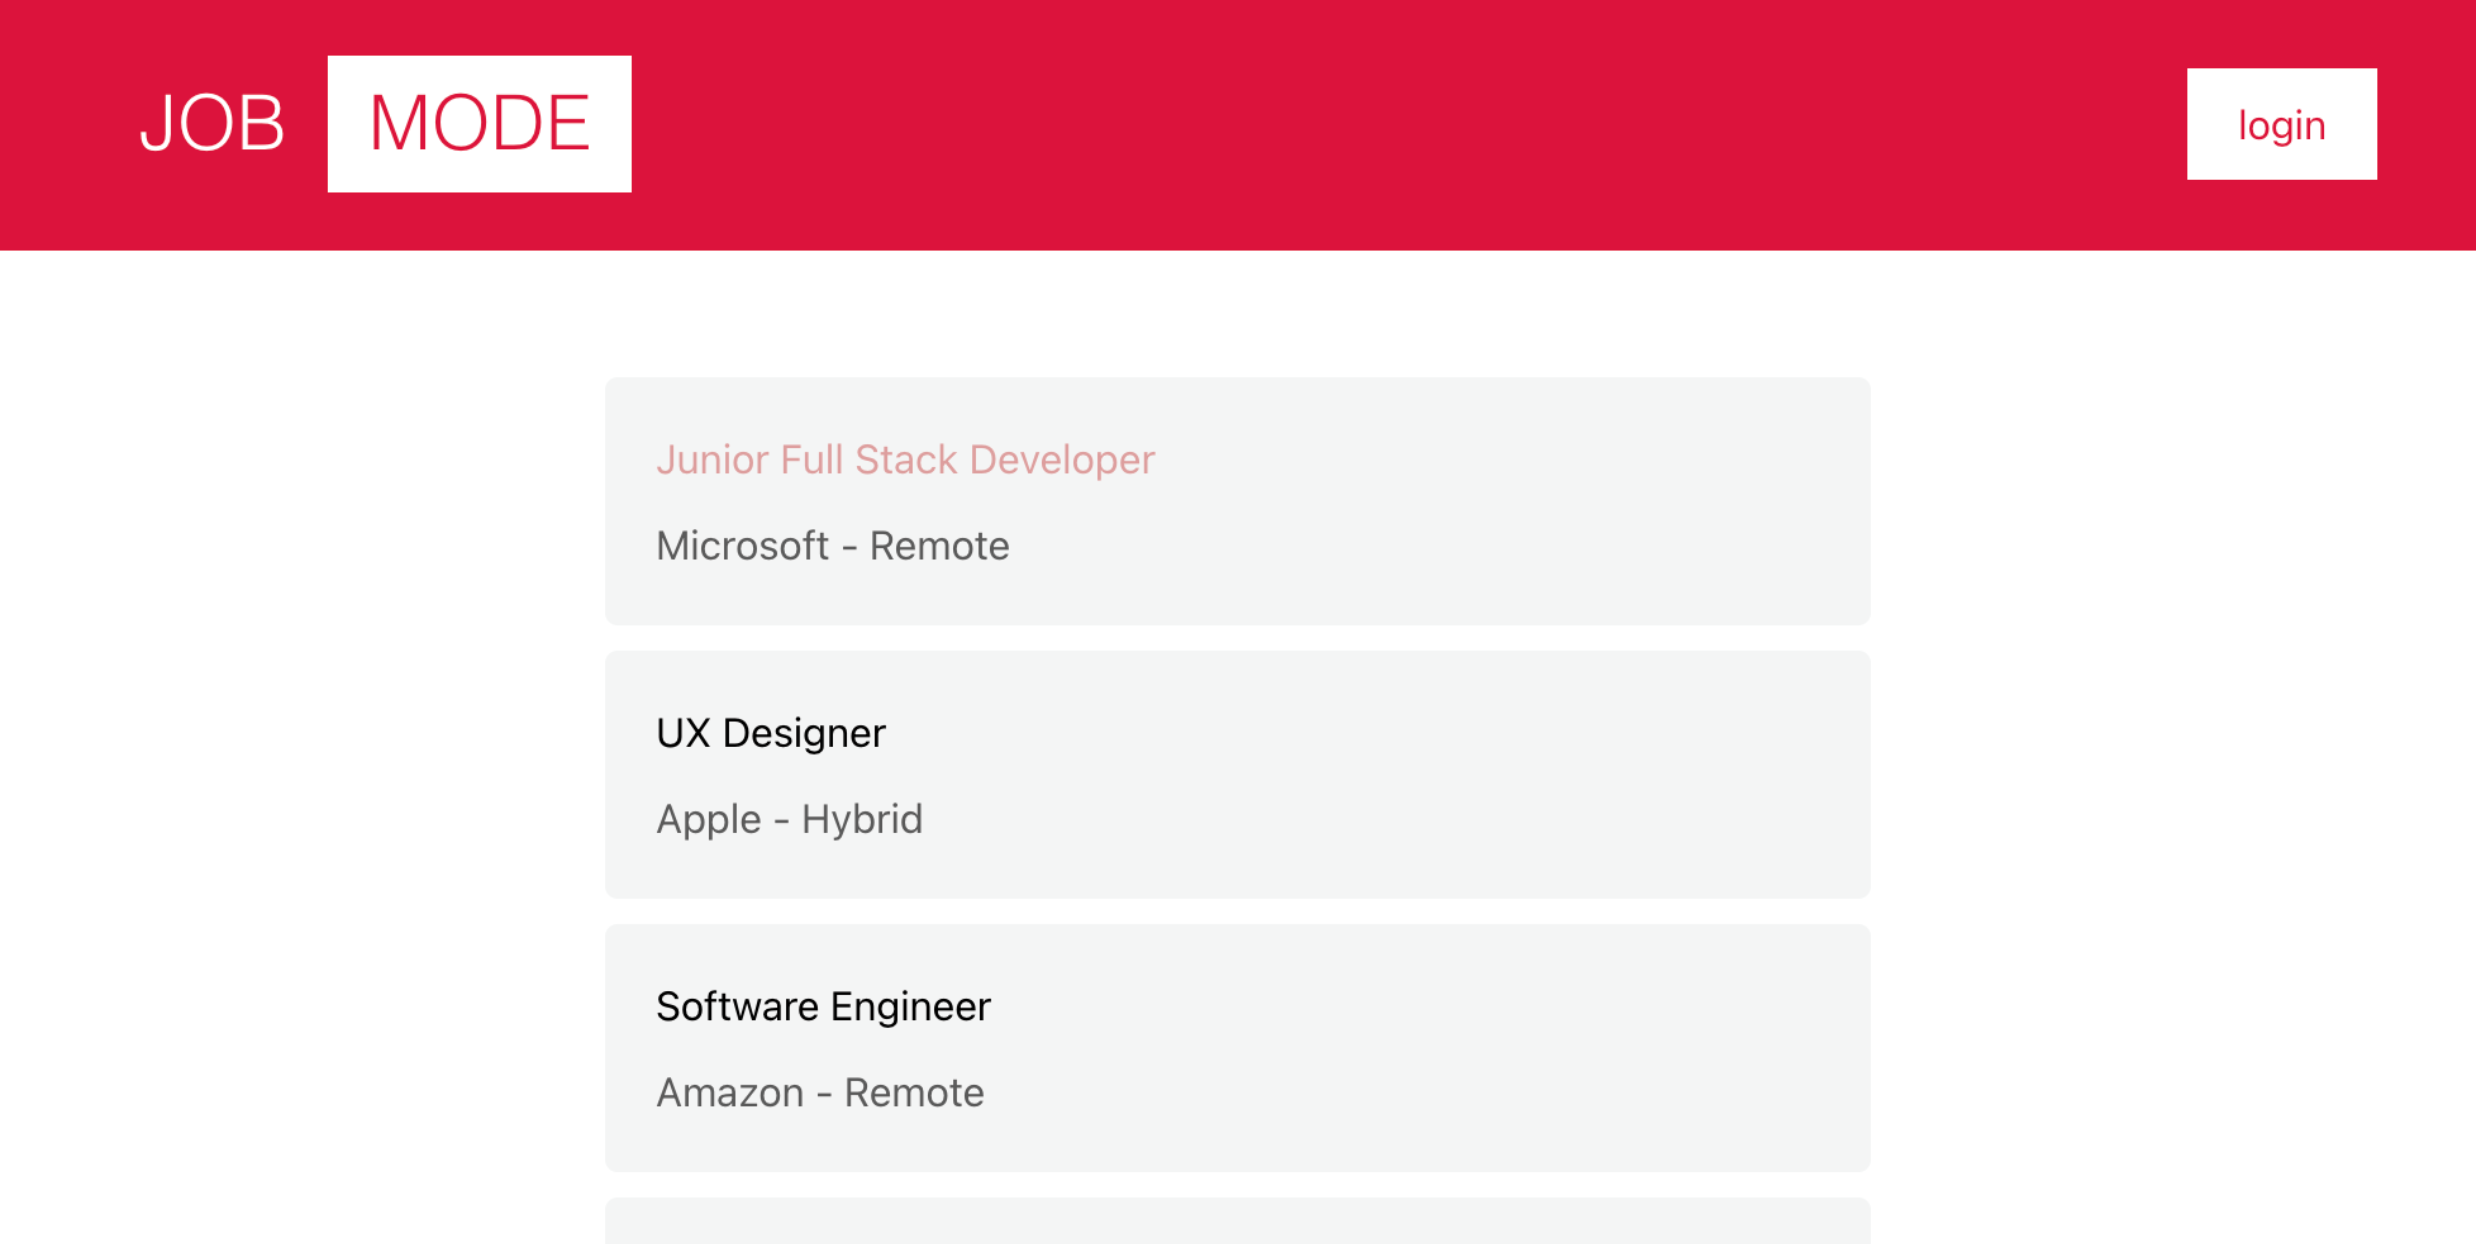 JOB MODE
login
Junior Full Stack Developer
Microsoft - Remote
UX Designer
Apple - Hybrid
Software Engineer
Amazon - Remote